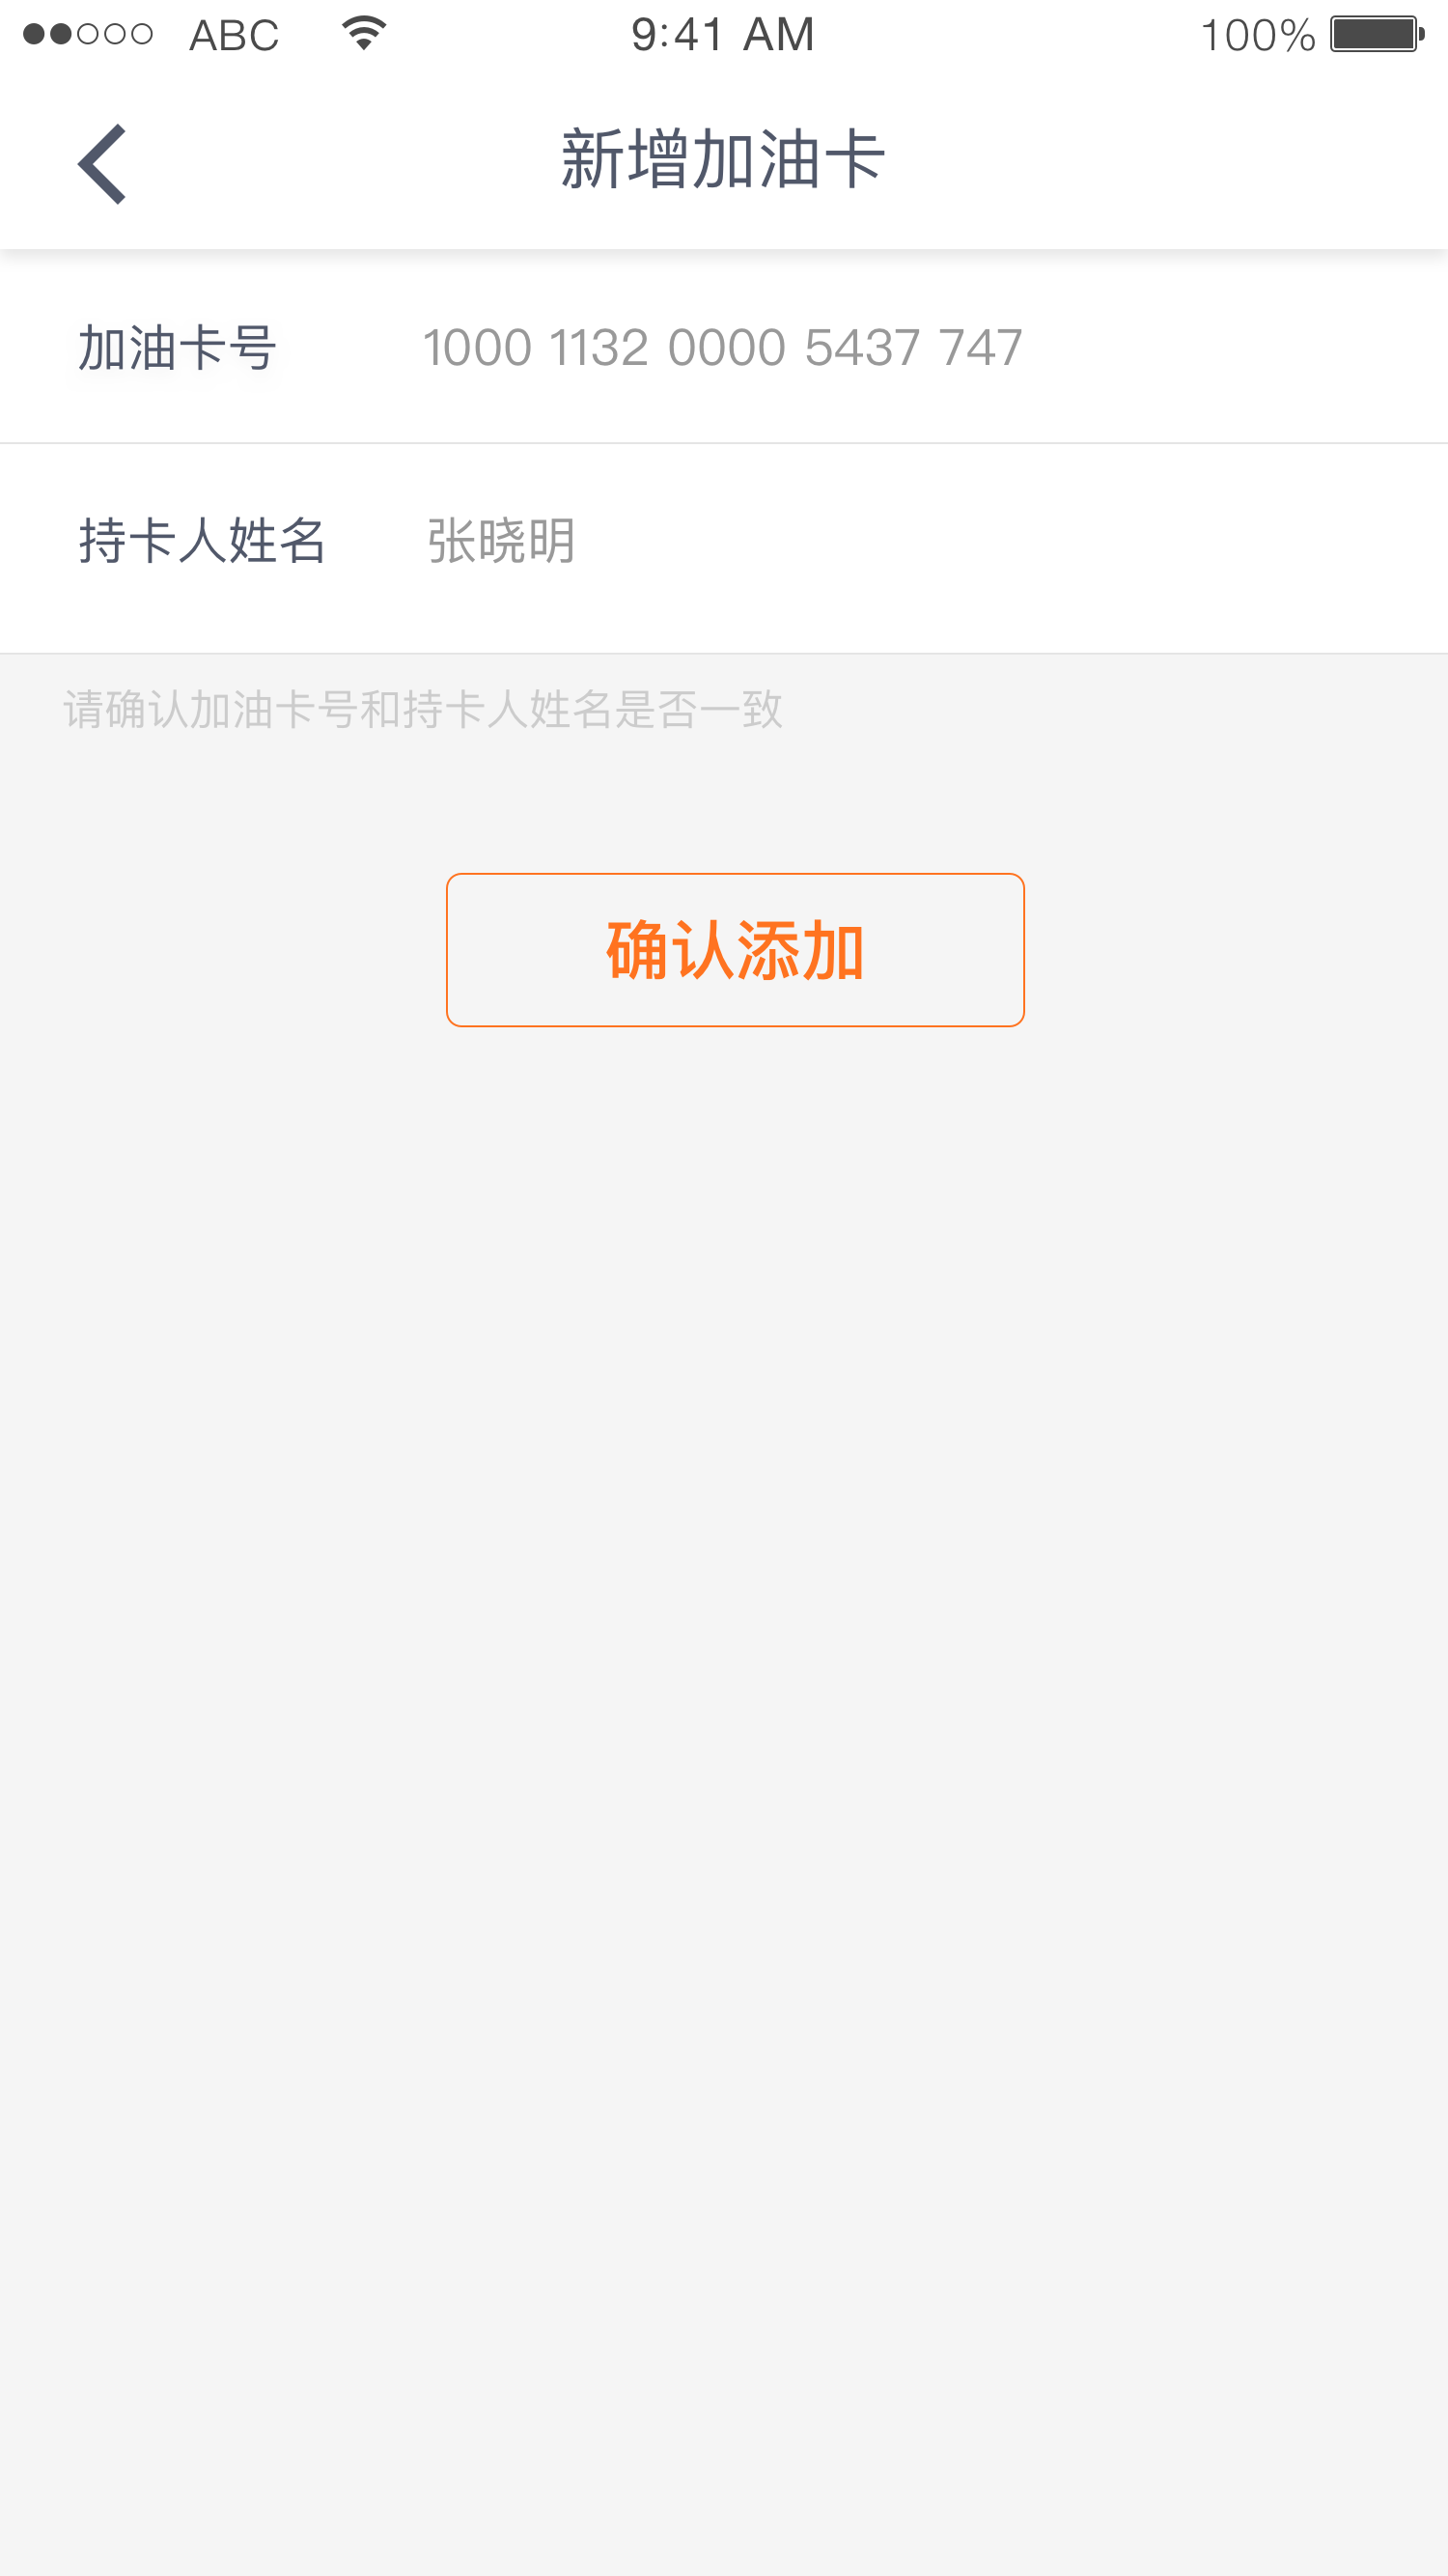 ABC 9:41 AM 100%
新增加油卡
加油卡号 1000 1132 0000 5437 747
持卡人姓名 张晓明
请确认加油卡号和持卡人姓名是否一致
确认添加